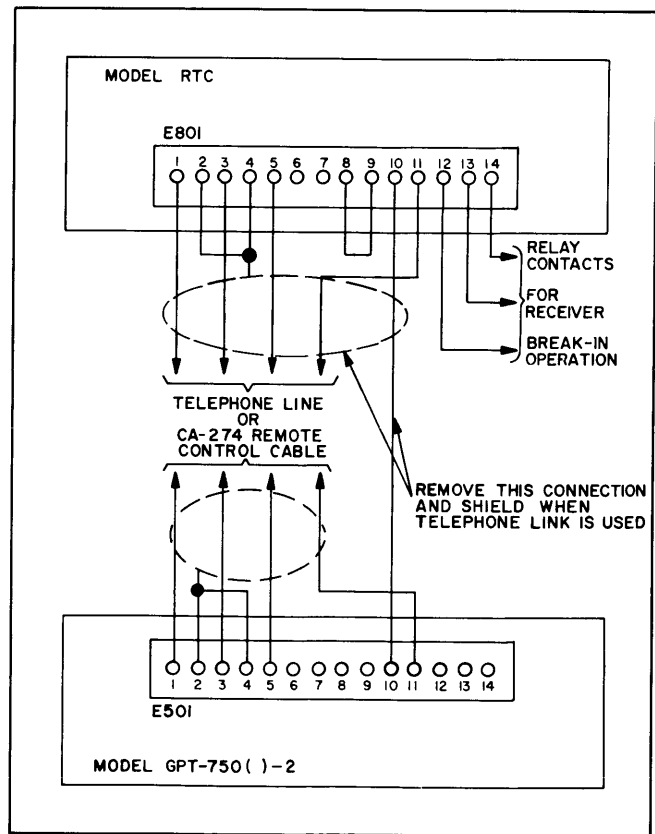 MODEL RTC
E801
1 2 3 4 5 6 7 8 9 10 11 12 13 14
RELAY
CONTACTS
FOR
RECEIVER
BREAK-IN
OPERATION
TELEPHONE LINE
OR
CA-274 REMOTE
CONTROL CABLE
REMOVE THIS CONNECTION
AND SHIELD WHEN
TELEPHONE LINK IS USED
1 2 3 4 5 6 7 8 9 10 11 12 13 14
E501
MODEL GPT-750( )-2